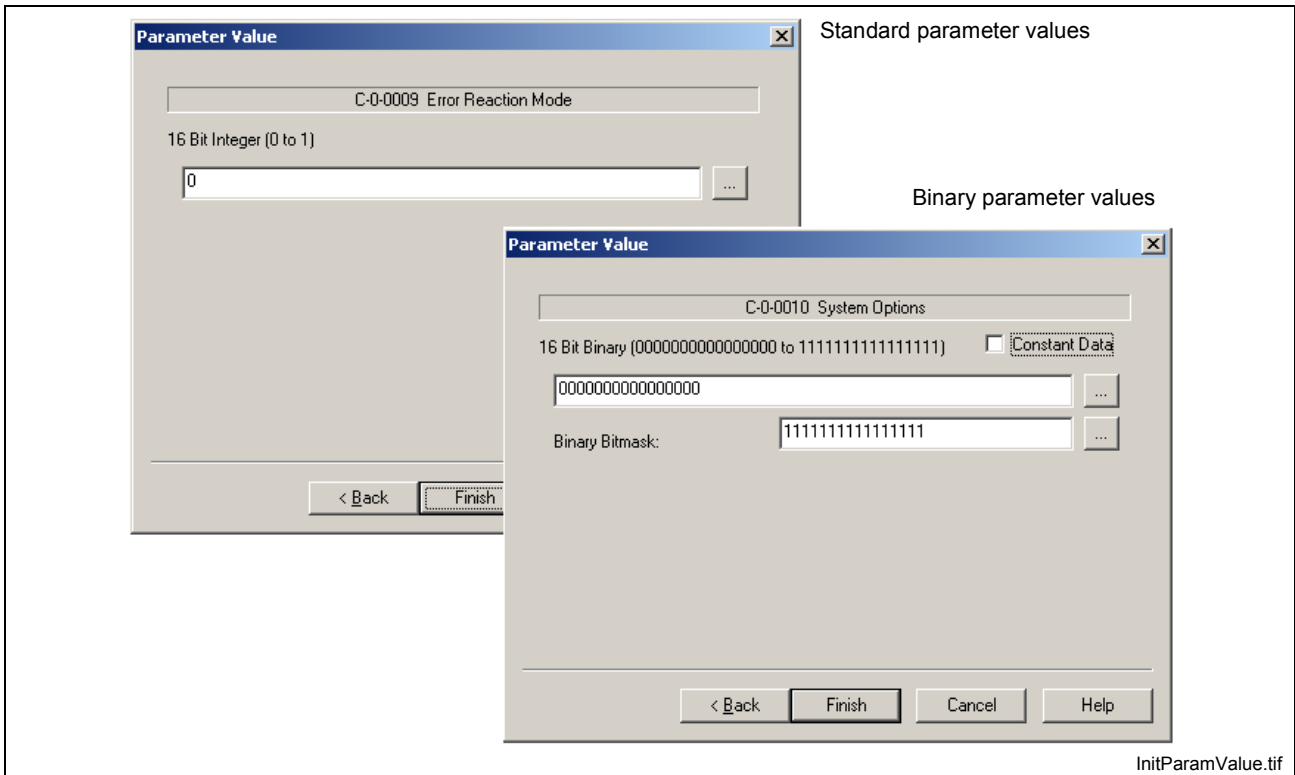 Parameter Value
Standard parameter values
C-0-0009 Error Reaction Mode
16 Bit Integer (0 to 1)
0
...
< Back
Finish
Binary parameter values
Parameter Value
C-0-0010 System Options
16 Bit Binary (0000000000000000 to 1111111111111111)
Constant Data
0000000000000000
...
Binary Bitmask:
1111111111111111
...
< Back
Finish
Cancel
Help
InitParamValue.tif